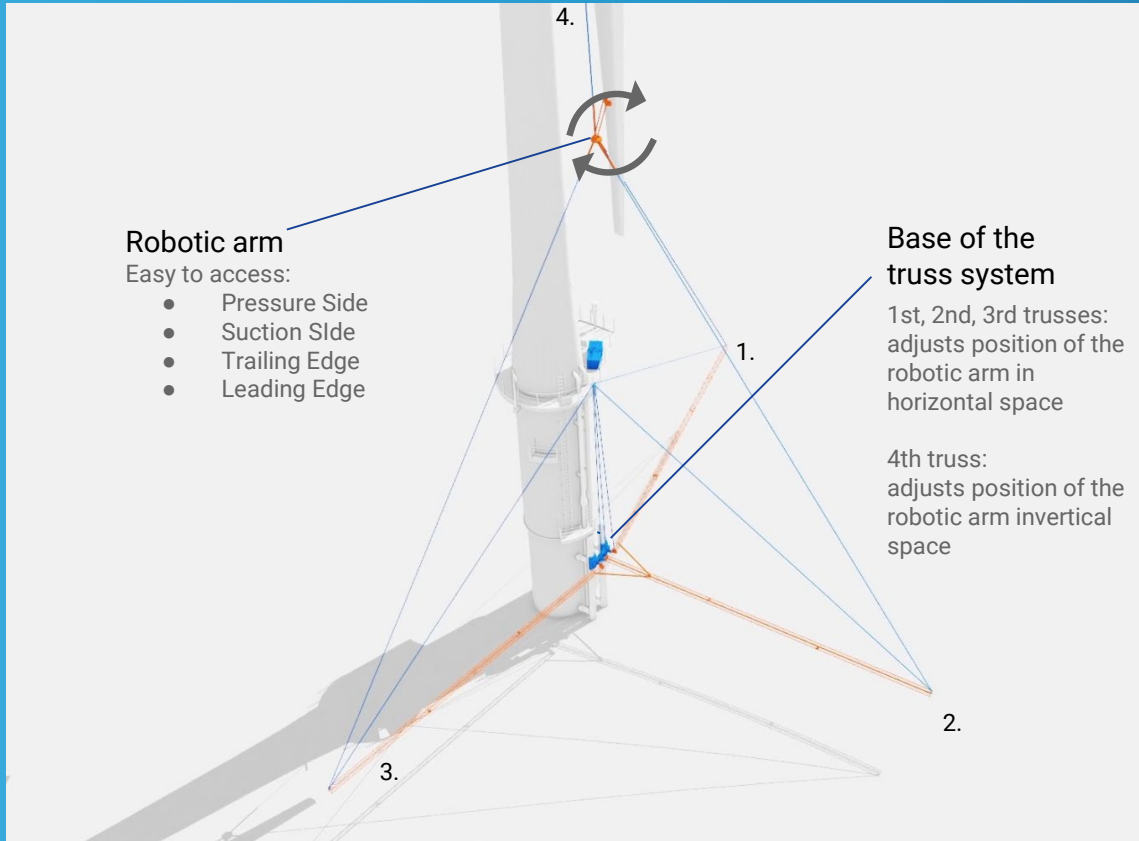 4.
Robotic arm
Easy to access:
● Pressure Side
● Suction SIde
● Trailing Edge
● Leading Edge
Base of the
truss system
1st, 2nd, 3rd trusses:
adjusts position of the
robotic arm in
horizontal space
4th truss:
adjusts position of the
robotic arm invertical
space
1.
2.
3.